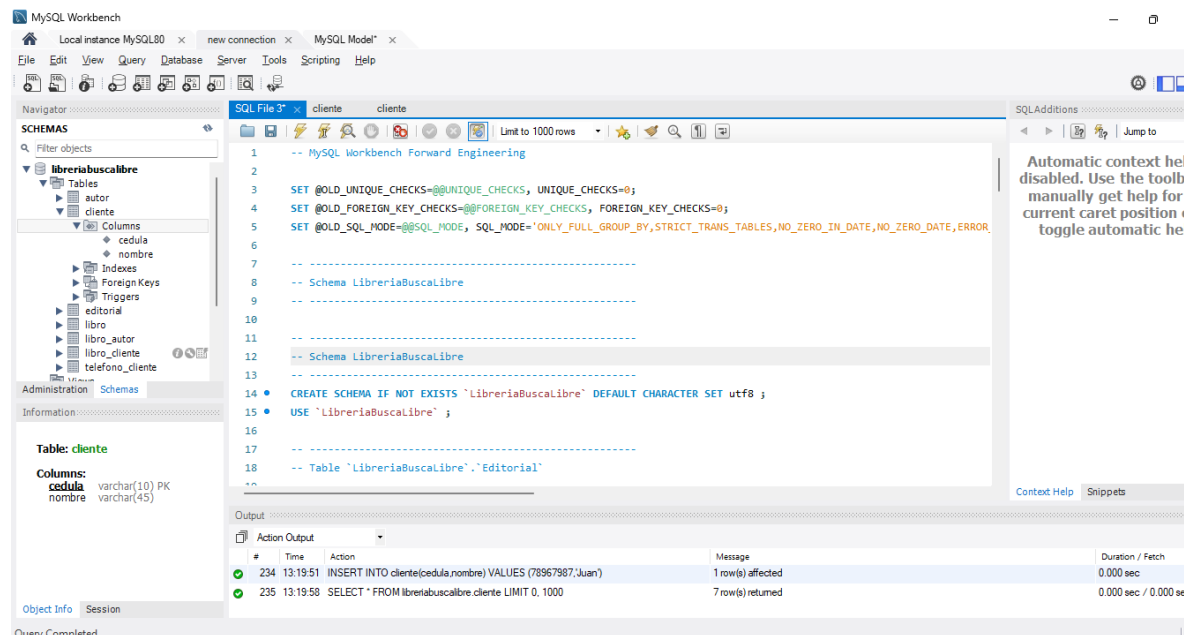 MySQL Workbench
Local instance MySQL80 × new connection × MySQL Model* ×
File Edit View Query Database Server Tools Scripting Help
Navigator
SCHEMAS
Filter objects
libreriabuscalibre
Tables
autor
cliente
Columns
cedula
nombre
Indexes
Foreign Keys
Triggers
editorial
libro
libro_autor
libro_cliente
telefono_cliente
Views
Administration Schemas
Information
Table: cliente
Columns:
cedula varchar(10) PK
nombre varchar(45)
Object Info Session
Query Completed
SQL File 3* × cliente cliente
Limit to 1000 rows
1 -- MySQL Workbench Forward Engineering
2
3 SET @OLD_UNIQUE_CHECKS=@@UNIQUE_CHECKS, UNIQUE_CHECKS=0;
4 SET @OLD_FOREIGN_KEY_CHECKS=@@FOREIGN_KEY_CHECKS, FOREIGN_KEY_CHECKS=0;
5 SET @OLD_SQL_MODE=@@SQL_MODE, SQL_MODE='ONLY_FULL_GROUP_BY,STRICT_TRANS_TABLES,NO_ZERO_IN_DATE,NO_ZERO_DATE,ERROR_
6
7 -- -----------------------------------------------------
8 -- Schema LibreriaBuscaLibre
9 -- -----------------------------------------------------
10
11 -- -----------------------------------------------------
12 -- Schema LibreriaBuscaLibre
13 -- -----------------------------------------------------
14 CREATE SCHEMA IF NOT EXISTS `LibreriaBuscaLibre` DEFAULT CHARACTER SET utf8 ;
15 USE `LibreriaBuscaLibre` ;
16
17 -- -----------------------------------------------------
18 -- Table `LibreriaBuscaLibre`.`Editorial`
19
SQLAdditions
Jump to
Automatic context hel
disabled. Use the toolb
manually get help for
current caret position o
toggle automatic he
Context Help Snippets
Output
Action Output
# Time Action Message Duration / Fetch
234 13:19:51 INSERT INTO cliente(cedula,nombre) VALUES (78967987,'Juan') 1 row(s) affected 0.000 sec
235 13:19:58 SELECT * FROM libreriabuscalibre.cliente LIMIT 0, 1000 7 row(s) returned 0.000 sec / 0.000 se